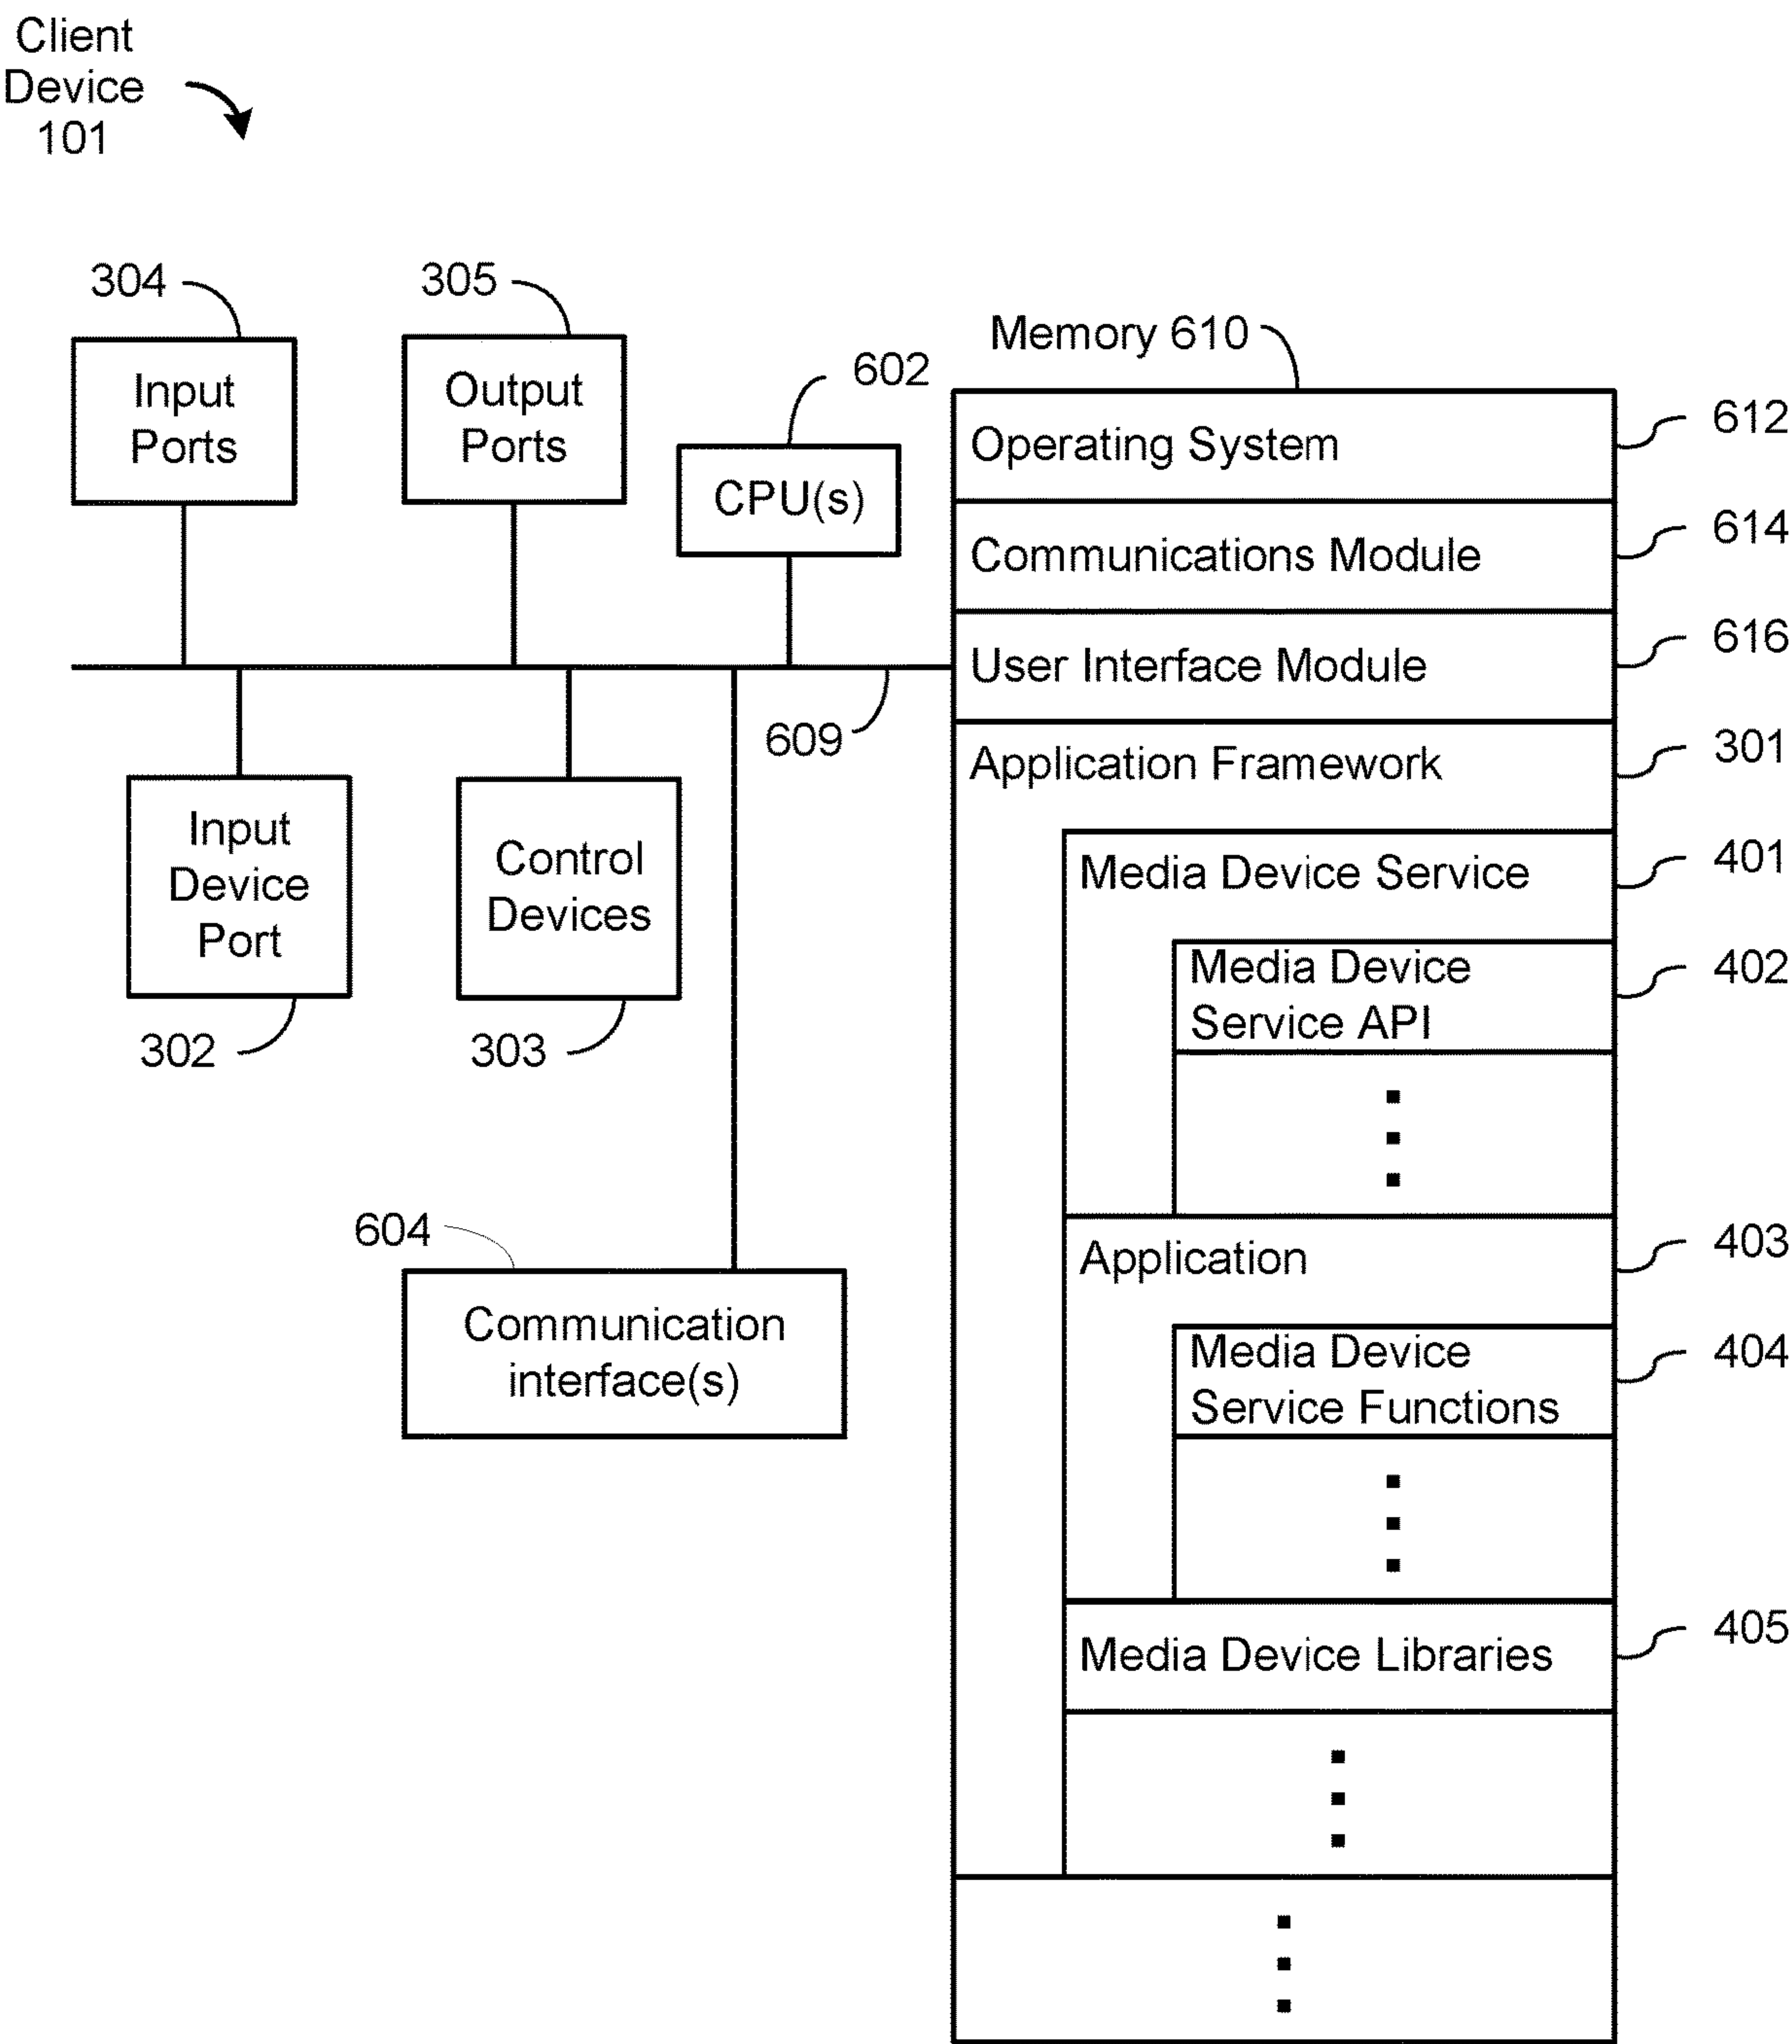 Client
Device
101
304
305
Memory 610
602
612
Input
Ports
Output
Ports
Operating System
CPU(s)
614
Communications Module
616
User Interface Module
609
301
Application Framework
Input
Device
Port
Control
Devices
401
Media Device Service
402
Media Device
Service API
302
303
604
403
Application
Communication
interface(s)
404
Media Device
Service Functions
405
Media Device Libraries